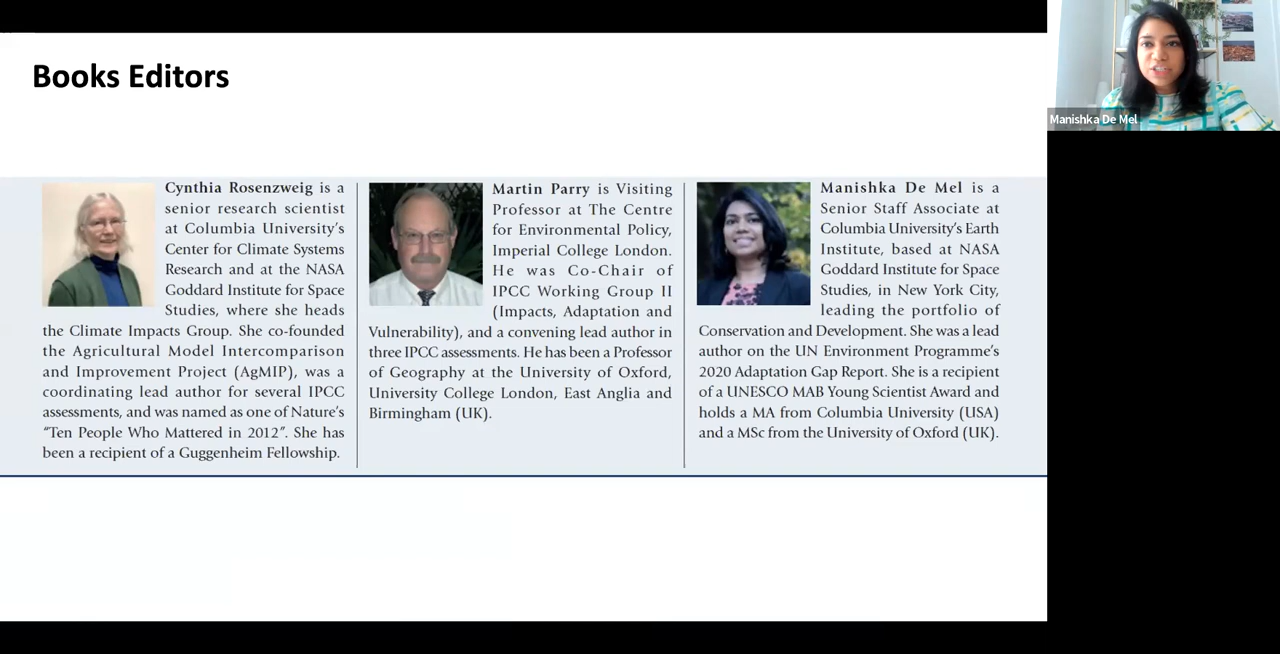 Books Editors
Manishka De Mel
Cynthia Rosenzweig is a
senior research scientist
at Columbia University's
Center for Climate Systems
Research and at the NASA
Goddard Institute for Space
Studies, where she heads
the Climate Impacts Group. She co-founded
the Agricultural Model Intercomparison
and Improvement Project (AgMIP), was a
coordinating lead author for several IPCC
assessments, and was named as one of Nature's
"Ten People Who Mattered in 2012". She has
been a recipient of a Guggenheim Fellowship.
Martin Parry is Visiting
Professor at The Centre
for Environmental Policy,
Imperial College London.
He was Co-Chair of
IPCC Working Group II
(Impacts, Adaptation and
Vulnerability), and a convening lead author in
three IPCC assessments. He has been a Professor
of Geography at the University of Oxford,
University College London, East Anglia and
Birmingham (UK).
Manishka De Mel is a
Senior Staff Associate at
Columbia University's Earth
Institute, based at NASA
Goddard Institute for Space
Studies, in New York City,
leading the portfolio of
Conservation and Development. She was a lead
author on the UN Environment Programme's
2020 Adaptation Gap Report. She is a recipient
of a UNESCO MAB Young Scientist Award and
holds a MA from Columbia University (USA)
and a MSc from the University of Oxford (UK).